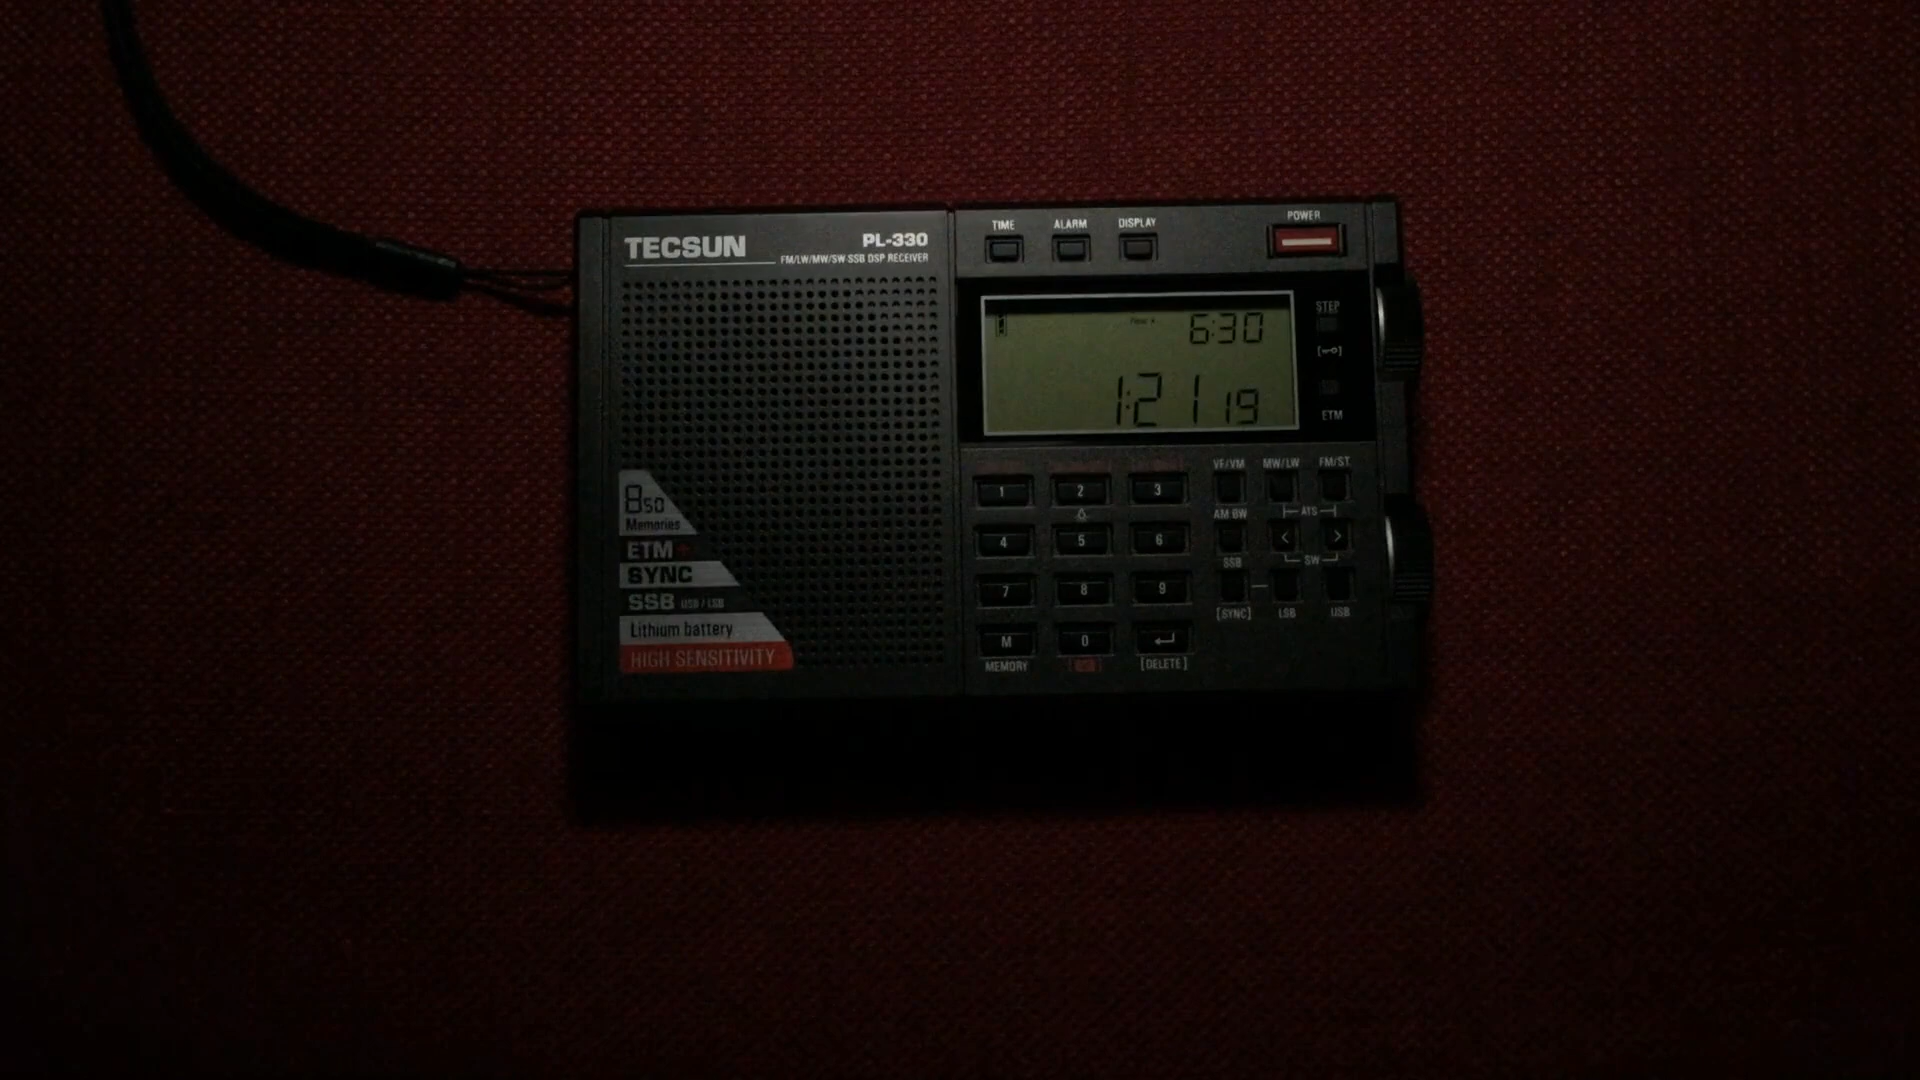 TECSUN
PL-330
FM/LW/MW/SW-SSB DSP RECEIVER
TIME ALARM DISPLAY POWER
6:30
1:21 19
STEP
ETM
850
Memories
ETM+
SYNC
SSB USB / LSB
Lithium battery
HIGH SENSITIVITY
VF/VM MW/LW FM/ST.
1 2 3
AM BW ATS
4 5 6 < >
SSB SW
7 8 9
[SYNC] LSB USB
M 0
MEMORY [DELETE]